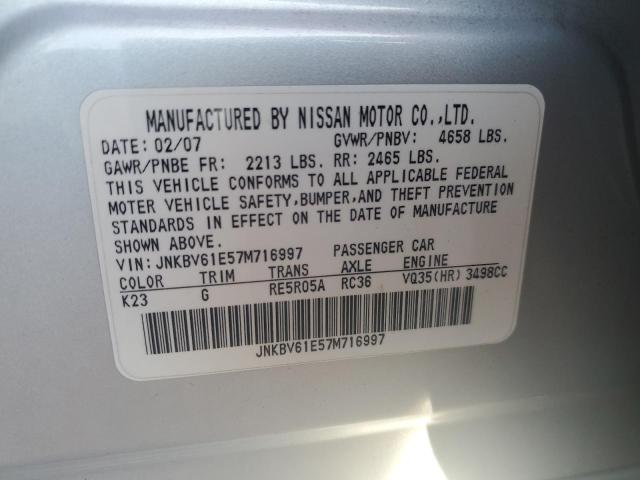 MANUFACTURED BY NISSAN MOTOR CO.,LTD.
DATE: 02/07 GVWR/PNBV: 4658 LBS.
GAWR/PNBE FR: 2213 LBS. RR: 2465 LBS.
THIS VEHICLE CONFORMS TO ALL APPLICABLE FEDERAL
MOTER VEHICLE SAFETY,BUMPER,AND THEFT PREVENTION
STANDARDS IN EFFECT ON THE DATE OF MANUFACTURE
SHOWN ABOVE.
VIN: JNKBV61E57M716997 PASSENGER CAR
COLOR TRIM TRANS AXLE ENGINE
K23 G RE5R05A RC36 VQ35(HR) 3498CC
JNKBV61E57M716997